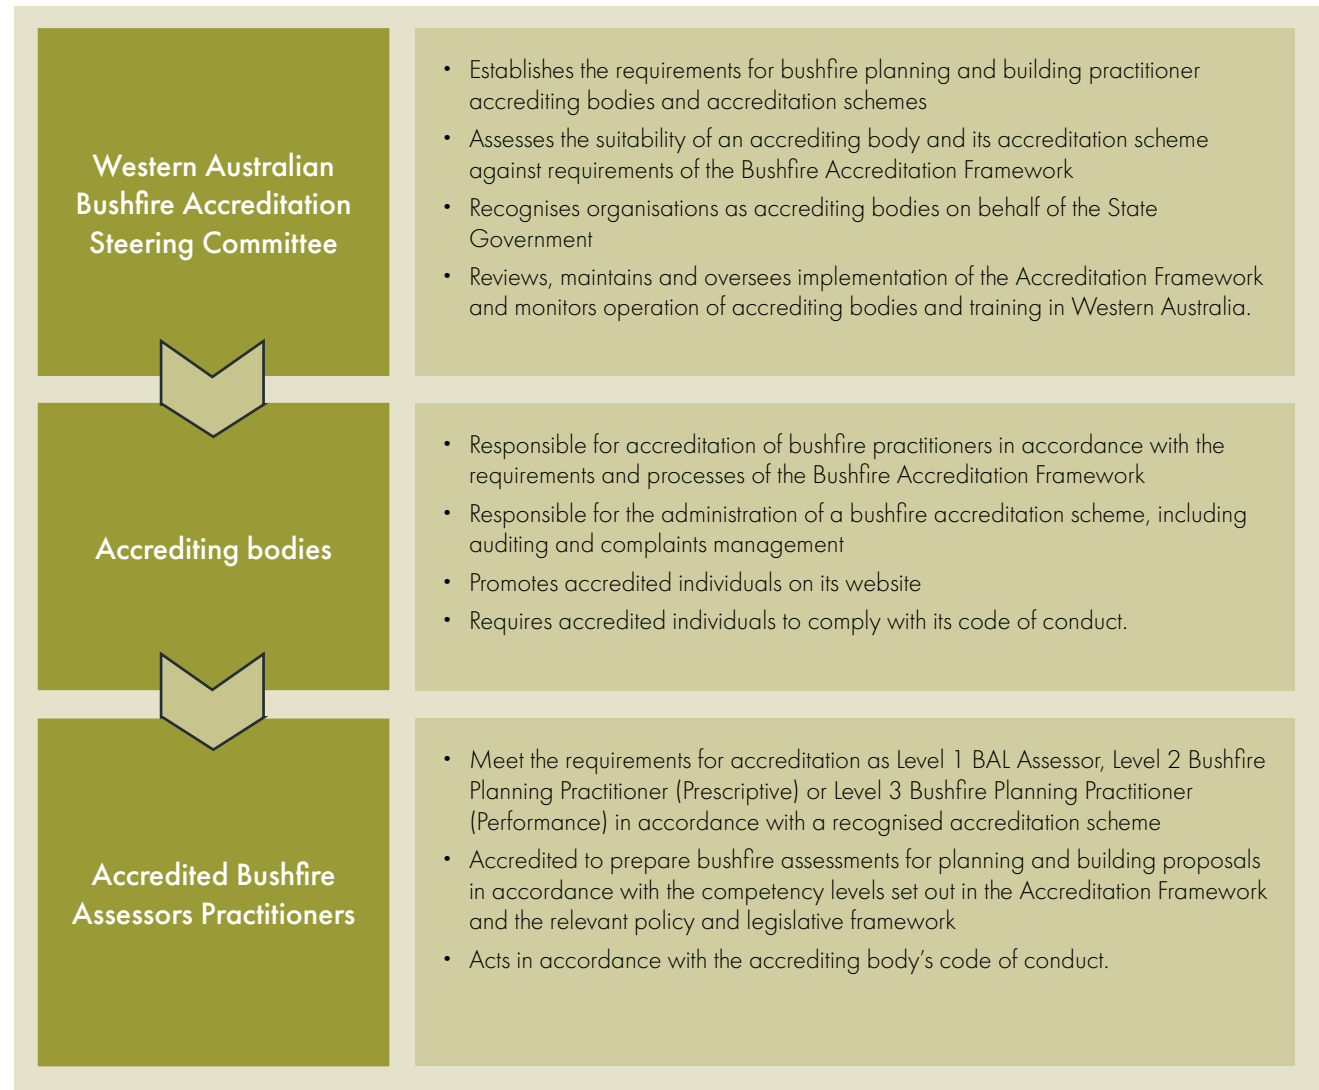 Western Australian
Bushfire Accreditation
Steering Committee
• Establishes the requirements for bushfire planning and building practitioner
accrediting bodies and accreditation schemes
• Assesses the suitability of an accrediting body and its accreditation scheme
against requirements of the Bushfire Accreditation Framework
• Recognises organisations as accrediting bodies on behalf of the State
Government
• Reviews, maintains and oversees implementation of the Accreditation Framework
and monitors operation of accrediting bodies and training in Western Australia.
Accrediting bodies
• Responsible for accreditation of bushfire practitioners in accordance with the
requirements and processes of the Bushfire Accreditation Framework
• Responsible for the administration of a bushfire accreditation scheme, including
auditing and complaints management
• Promotes accredited individuals on its website
• Requires accredited individuals to comply with its code of conduct.
Accredited Bushfire
Assessors Practitioners
• Meet the requirements for accreditation as Level 1 BAL Assessor, Level 2 Bushfire
Planning Practitioner (Prescriptive) or Level 3 Bushfire Planning Practitioner
(Performance) in accordance with a recognised accreditation scheme
• Accredited to prepare bushfire assessments for planning and building proposals
in accordance with the competency levels set out in the Accreditation Framework
and the relevant policy and legislative framework
• Acts in accordance with the accrediting body’s code of conduct.